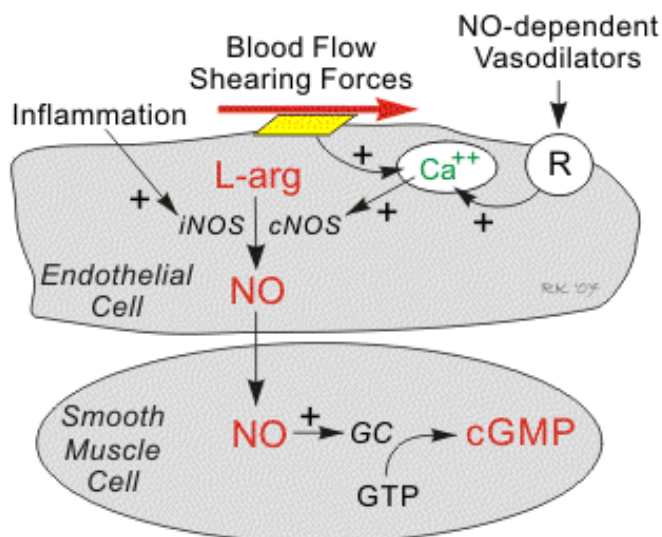 NO-dependent
Vasodilators
Blood Flow
Shearing Forces
Inflammation
+
Ca++
R
L-arg
+
iNOS
cNOS
+
+
Endothelial
Cell
NO
RK '07
Smooth
Muscle
Cell
NO
+
GC
cGMP
GTP